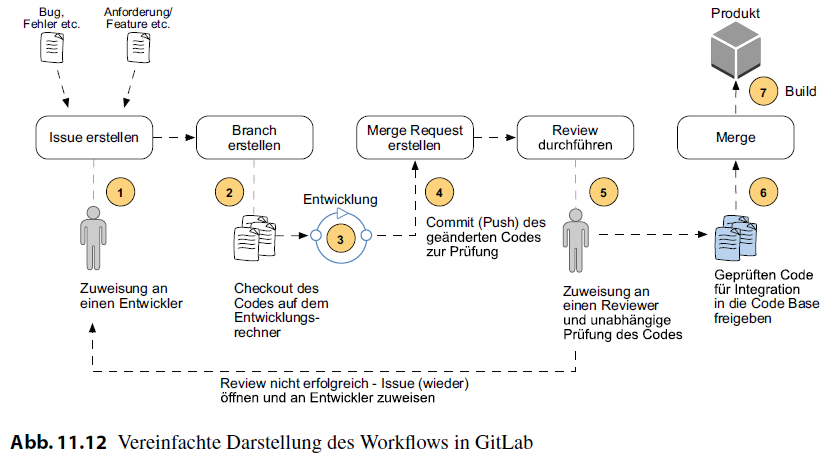 Bug,
Fehler etc.
Anforderung/
Feature etc.
Produkt
7
Build
Issue erstellen
Branch
erstellen
Merge Request
erstellen
Review
durchführen
Merge
1
2
Entwicklung
3
4
5
6
Commit (Push) des
geänderten Codes
zur Prüfung
Zuweisung an
einen Entwickler
Checkout des
Codes auf dem
Entwicklungs-
rechner
Zuweisung an
einen Reviewer
und unabhängige
Prüfung des Codes
Geprüften Code
für Integration
in die Code Base
freigeben
Review nicht erfolgreich - Issue (wieder)
öffnen und an Entwickler zuweisen
Abb. 11.12 Vereinfachte Darstellung des Workflows in GitLab